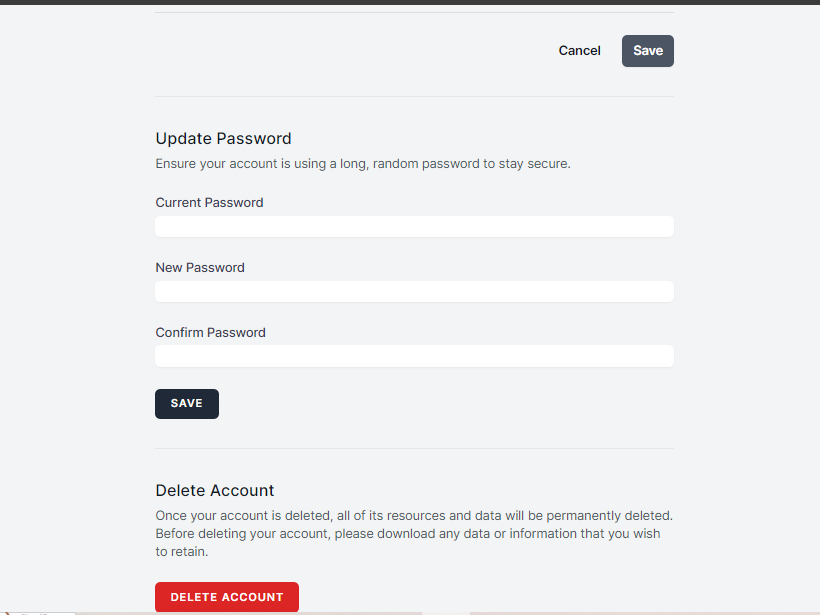 Cancel Save
Update Password
Ensure your account is using a long, random password to stay secure.
Current Password
New Password
Confirm Password
SAVE
Delete Account
Once your account is deleted, all of its resources and data will be permanently deleted.
Before deleting your account, please download any data or information that you wish
to retain.
DELETE ACCOUNT